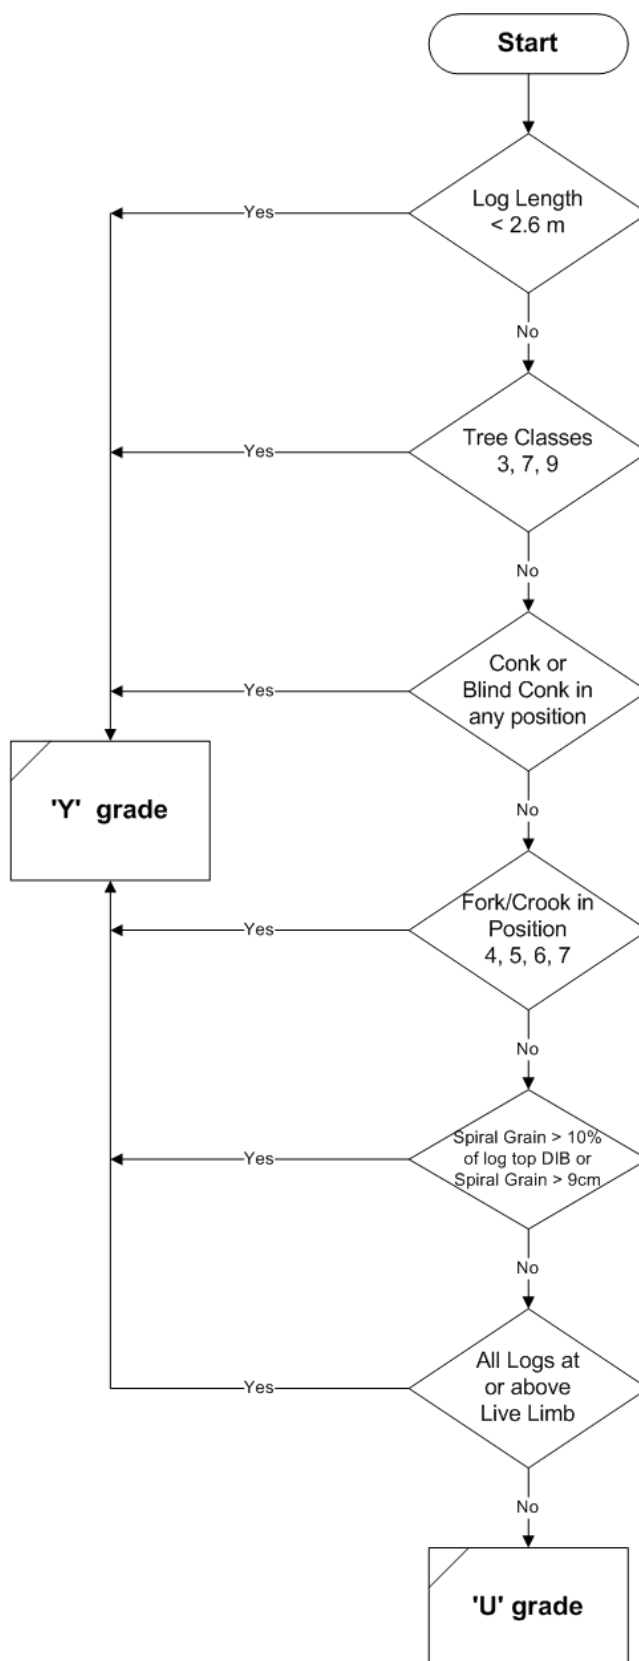 Start
Log Length
< 2.6 m
Yes
No
Tree Classes
3, 7, 9
Yes
No
Conk or
Blind Conk in
any position
Yes
No
'Y'  grade
Fork/Crook in
Position
4, 5, 6, 7
Yes
No
Spiral Grain > 10%
of log top DIB or
Spiral Grain > 9cm
Yes
No
All Logs at
or above
Live Limb
Yes
No
'U' grade